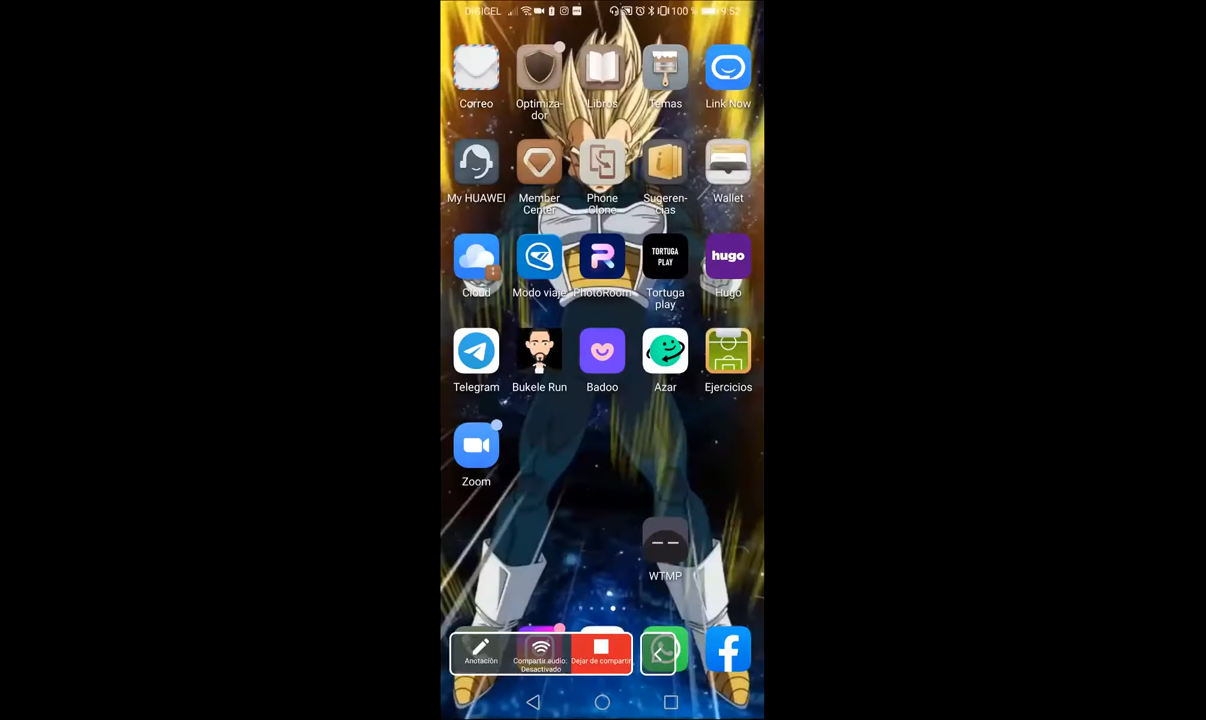 DIGICEL 100 % 9:52
Correo Optimiza- Libros Temas Link Now
dor
My HUAWEI Member Phone Sugeren- Wallet
Center Clone cias
TORTUGA
PLAY
hugo
Cloud Modo viaje PhotoRoom Tortuga Hugo
play
Telegram Bukele Run Badoo Azar Ejercicios
Zoom
WTMP
Anotación Compartir audio: Dejar de compartir
Desactivado